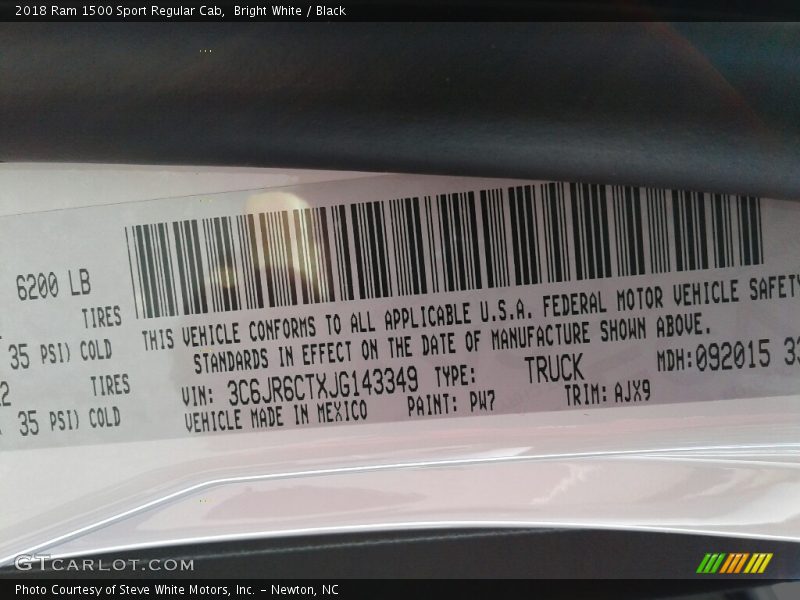 2018 Ram 1500 Sport Regular Cab, Bright White / Black
6200 LB
TIRES
35 PSI) COLD
TIRES
35 PSI) COLD
THIS VEHICLE CONFORMS TO ALL APPLICABLE U.S.A. FEDERAL MOTOR VEHICLE SAFETY
STANDARDS IN EFFECT ON THE DATE OF MANUFACTURE SHOWN ABOVE.
VIN: 3C6JR6CTXJG143349 TYPE: TRUCK MDH:092015 33
VEHICLE MADE IN MEXICO PAINT: PW7 TRIM: AJX9
GTCARLOT.COM
Photo Courtesy of Steve White Motors, Inc. – Newton, NC